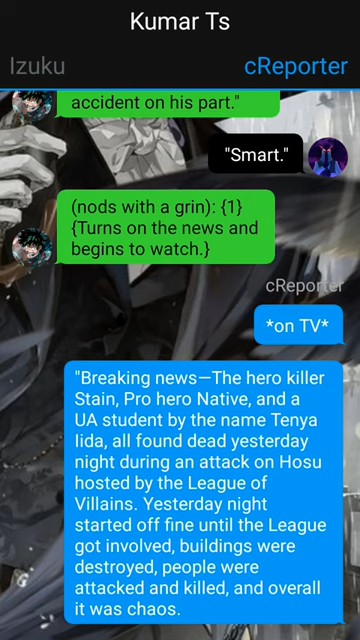 Kumar Ts
Izuku
cReporter
accident on his part."
"Smart."
(nods with a grin): {1}
{Turns on the news and
begins to watch.}
cReporter
*on TV*
"Breaking news—The hero killer
Stain, Pro hero Native, and a
UA student by the name Tenya
Iida, all found dead yesterday
night during an attack on Hosu
hosted by the League of
Villains. Yesterday night
started off fine until the League
got involved, buildings were
destroyed, people were
attacked and killed, and overall
it was chaos.